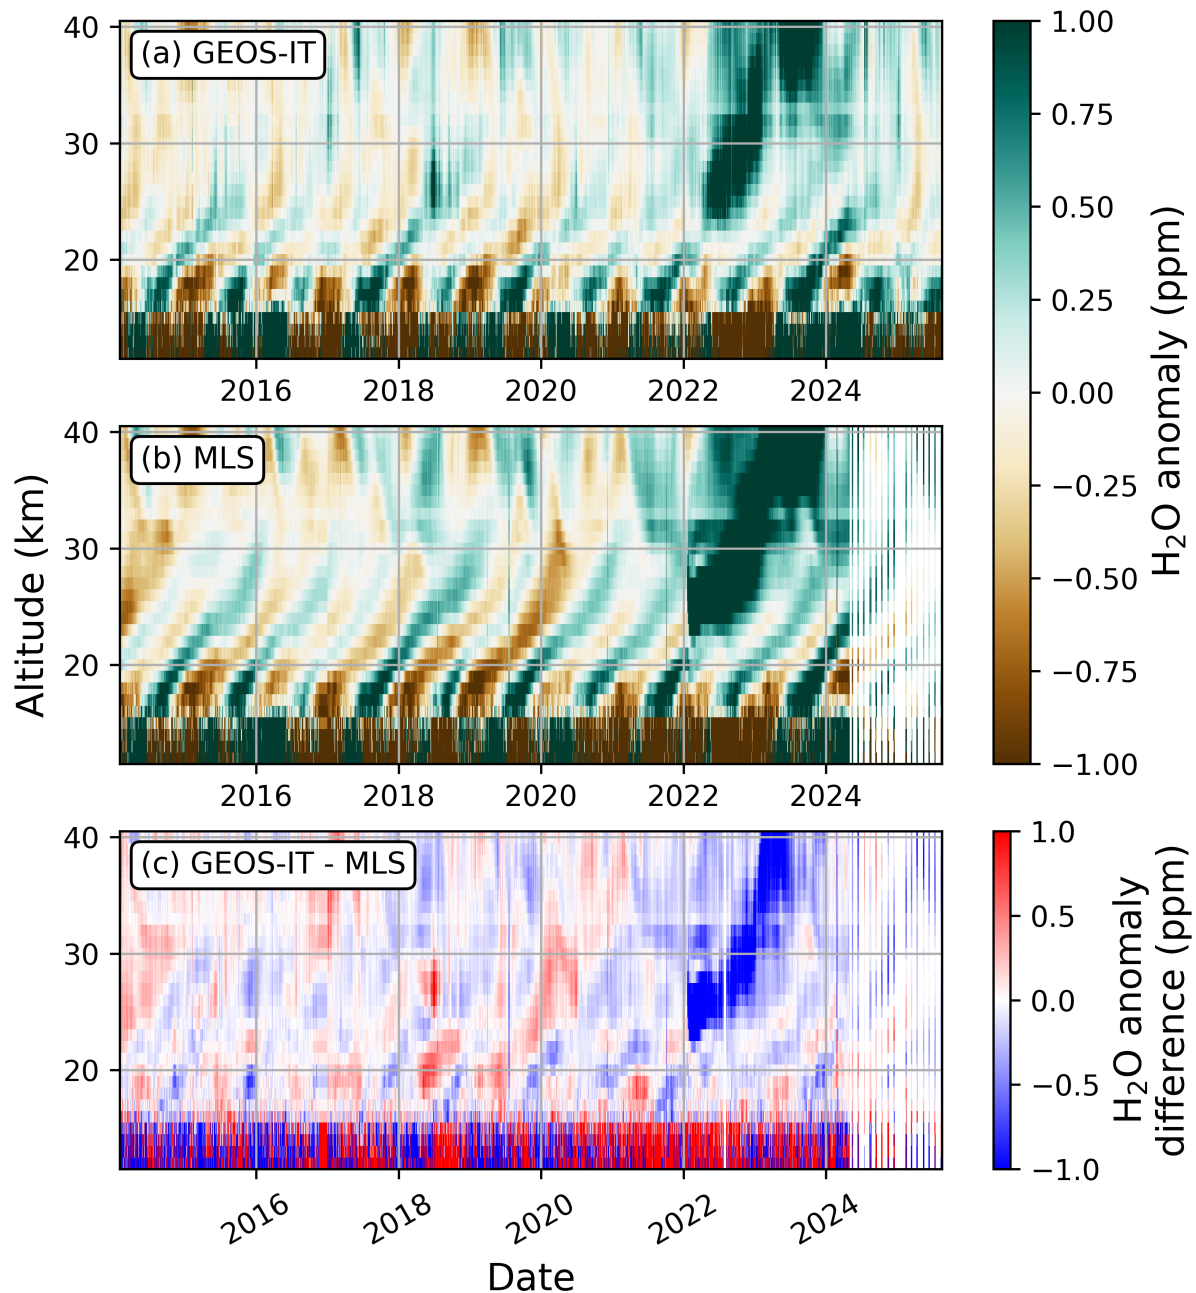 (a) GEOS-IT
40
30
20
2016 2018 2020 2022 2024
(b) MLS
40
30
20
2016 2018 2020 2022 2024
Altitude (km)
(c) GEOS-IT - MLS
40
30
20
2016 2018 2020 2022 2024
Date
1.00
0.75
0.50
0.25
0.00
−0.25
−0.50
−0.75
−1.00
H₂O anomaly (ppm)
1.0
0.5
0.0
−0.5
−1.0
H₂O anomaly
difference (ppm)